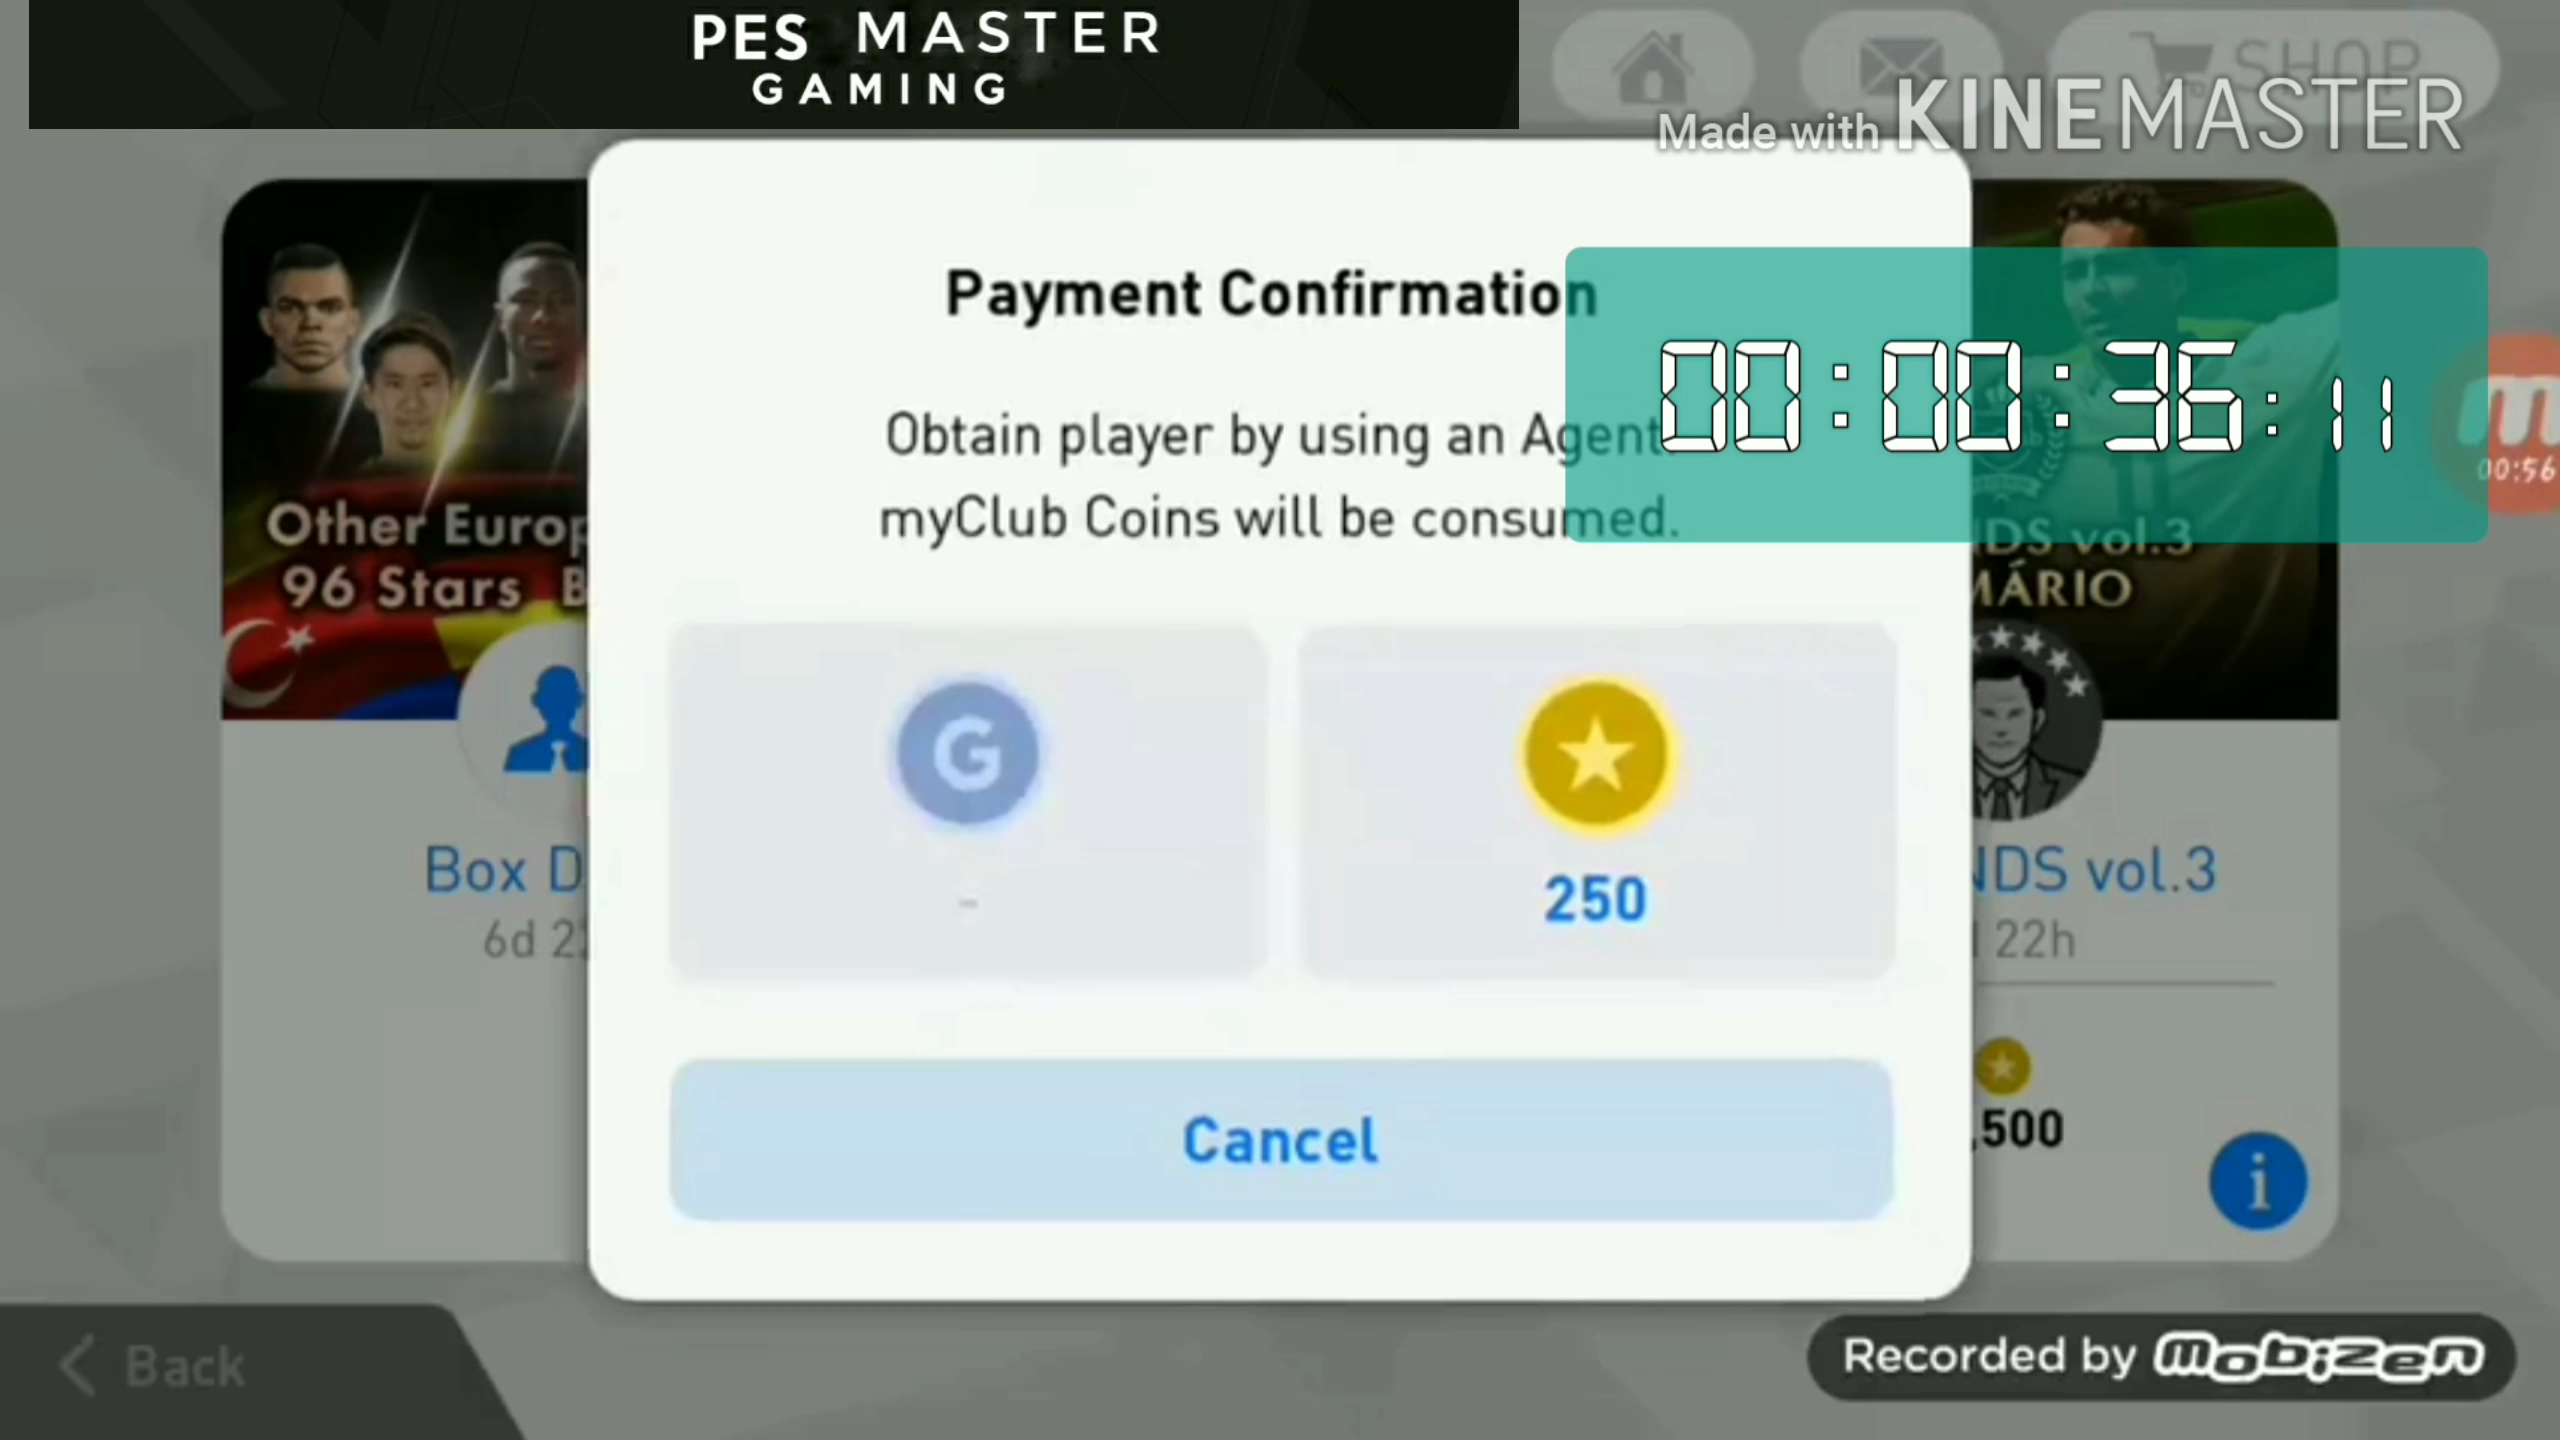 PES MASTER
GAMING
SHOP
Made with KINEMASTER
Payment Confirmation
Obtain player by using an Agent.
myClub Coins will be consumed.
00:00:36:11
00:56
Other Europ
96 Stars B
NDS vol.3
MÁRIO
G
-
250
Box D
6d 2
NDS vol.3
22h
,500
i
Cancel
Back
Recorded by mobizen